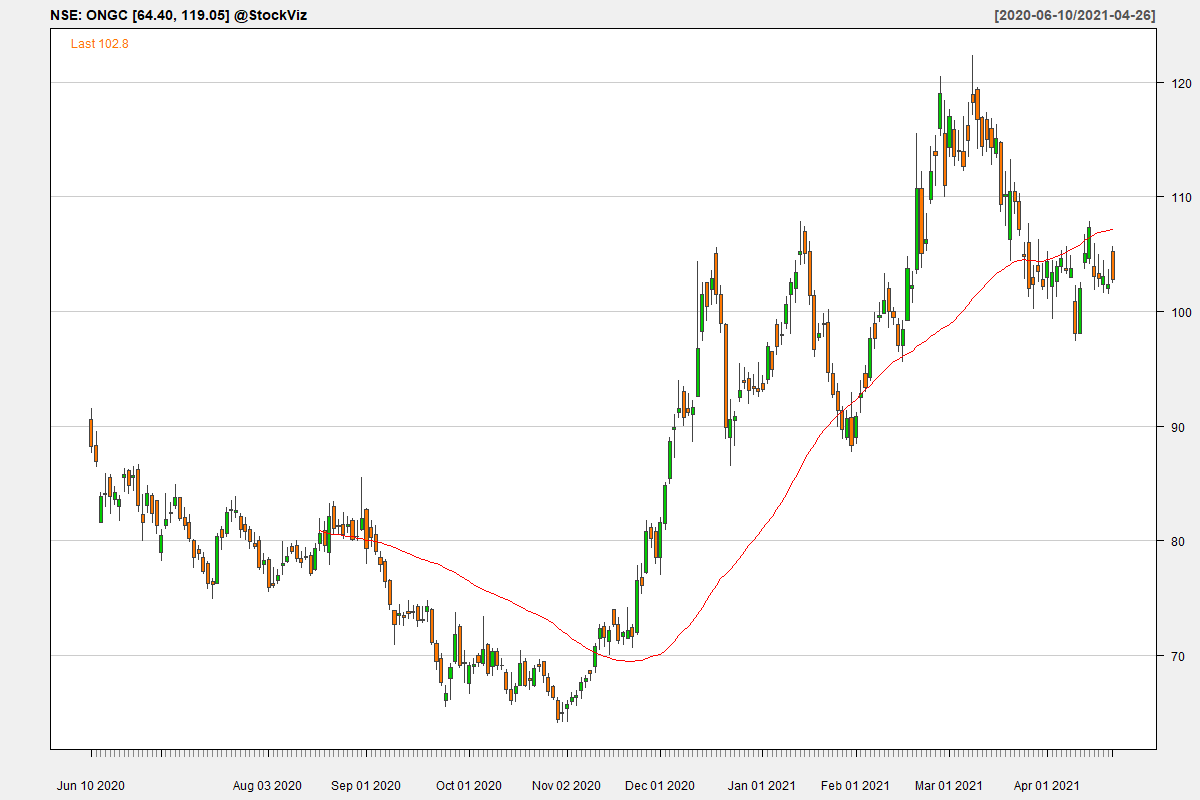 NSE: ONGC [64.40, 119.05] @StockViz
[2020-06-10/2021-04-26]
Last 102.8
120
110
100
90
80
70
Jun 10 2020
Aug 03 2020
Sep 01 2020
Oct 01 2020
Nov 02 2020
Dec 01 2020
Jan 01 2021
Feb 01 2021
Mar 01 2021
Apr 01 2021